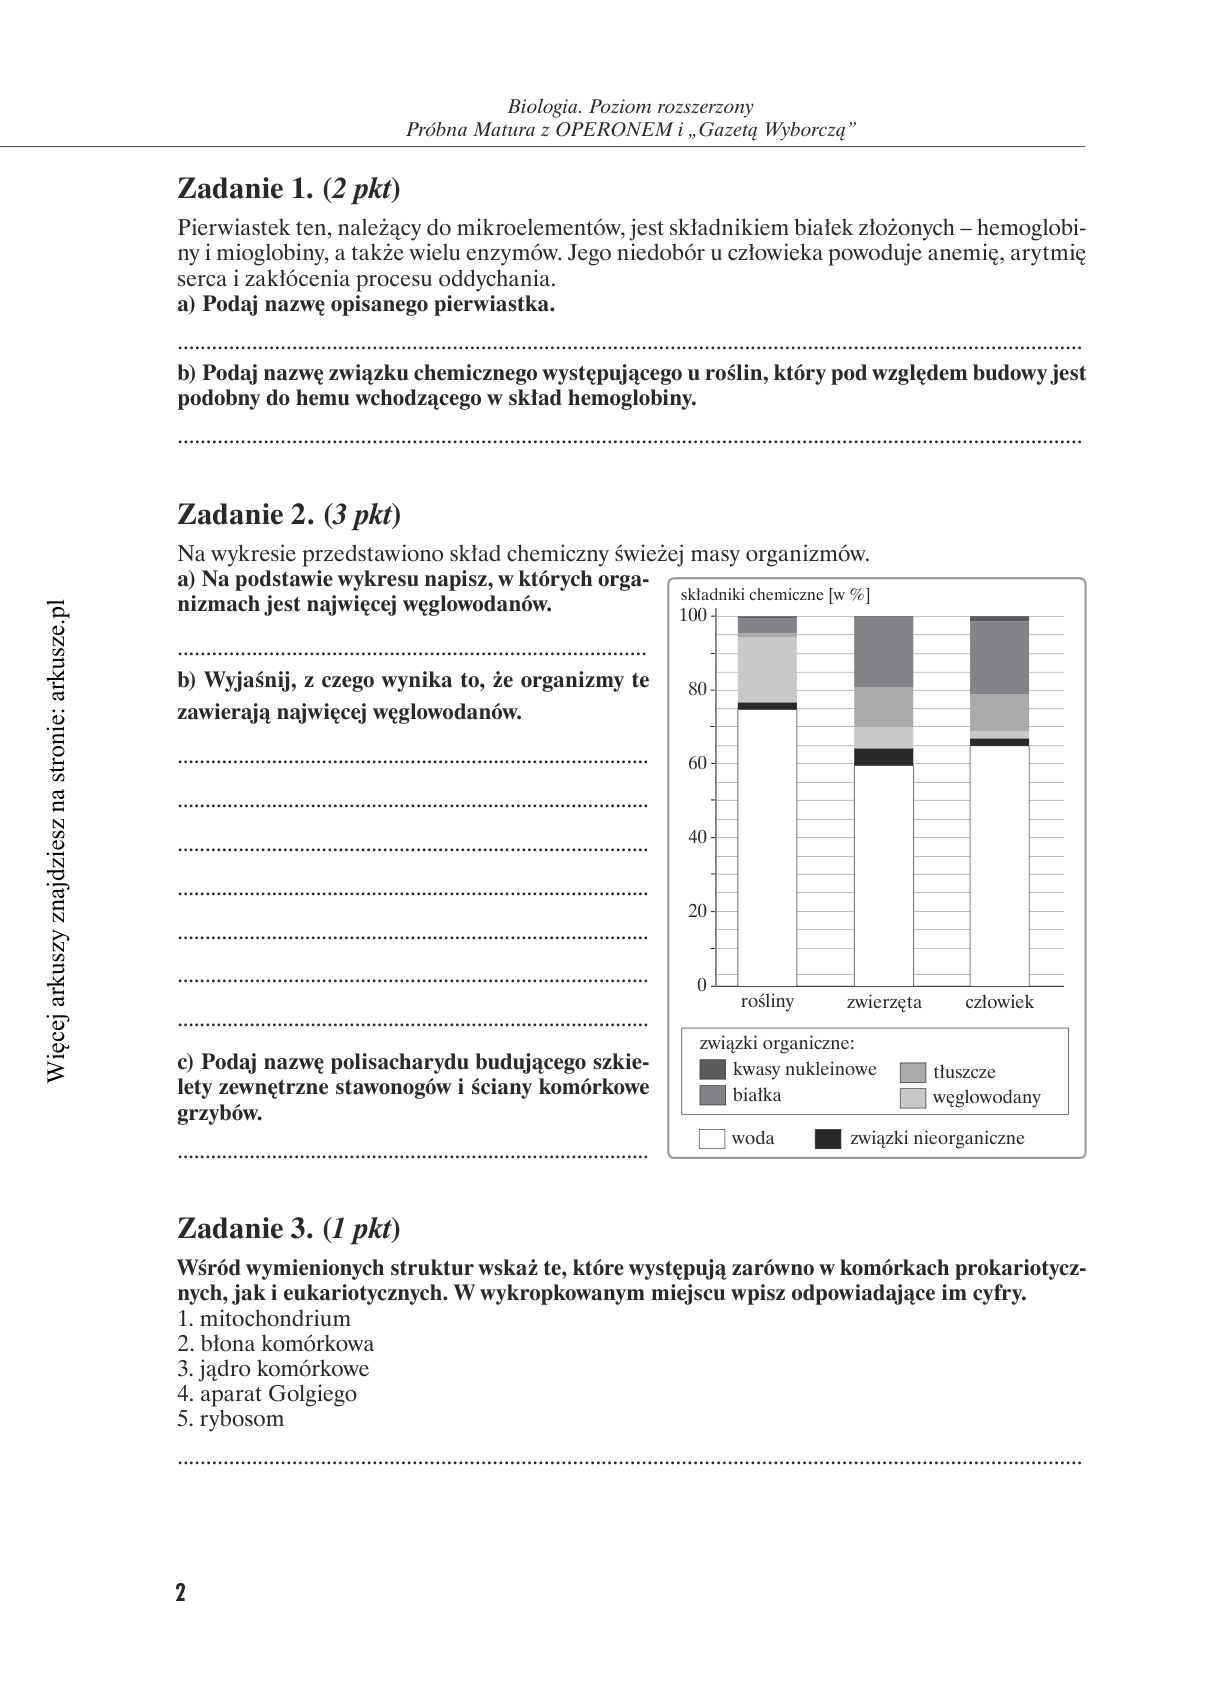 Biologia. Poziom rozszerzony
Próbna Matura z OPERONEM i „Gazetą Wyborczą”
Zadanie 1. (2 pkt)
Pierwiastek ten, należący do mikroelementów, jest składnikiem białek złożonych – hemoglobi-
ny i mioglobiny, a także wielu enzymów. Jego niedobór u człowieka powoduje anemię, arytmię
serca i zakłócenia procesu oddychania.
a) Podaj nazwę opisanego pierwiastka.
b) Podaj nazwę związku chemicznego występującego u roślin, który pod względem budowy jest
podobny do hemu wchodzącego w skład hemoglobiny.
Zadanie 2. (3 pkt)
Na wykresie przedstawiono skład chemiczny świeżej masy organizmów.
a) Na podstawie wykresu napisz, w których orga-
nizmach jest najwięcej węglowodanów.
b) Wyjaśnij, z czego wynika to, że organizmy te
zawierają najwięcej węglowodanów.
c) Podaj nazwę polisacharydu budującego szkie-
lety zewnętrzne stawonogów i ściany komórkowe
grzybów.
składniki chemiczne [w %]
100
80
60
40
20
0
rośliny zwierzęta człowiek
związki organiczne:
kwasy nukleinowe tłuszcze
białka węglowodany
woda związki nieorganiczne
Zadanie 3. (1 pkt)
Wśród wymienionych struktur wskaż te, które występują zarówno w komórkach prokariotycz-
nych, jak i eukariotycznych. W wykropkowanym miejscu wpisz odpowiadające im cyfry.
1. mitochondrium
2. błona komórkowa
3. jądro komórkowe
4. aparat Golgiego
5. rybosom
2
Więcej arkuszy znajdziesz na stronie: arkusze.pl